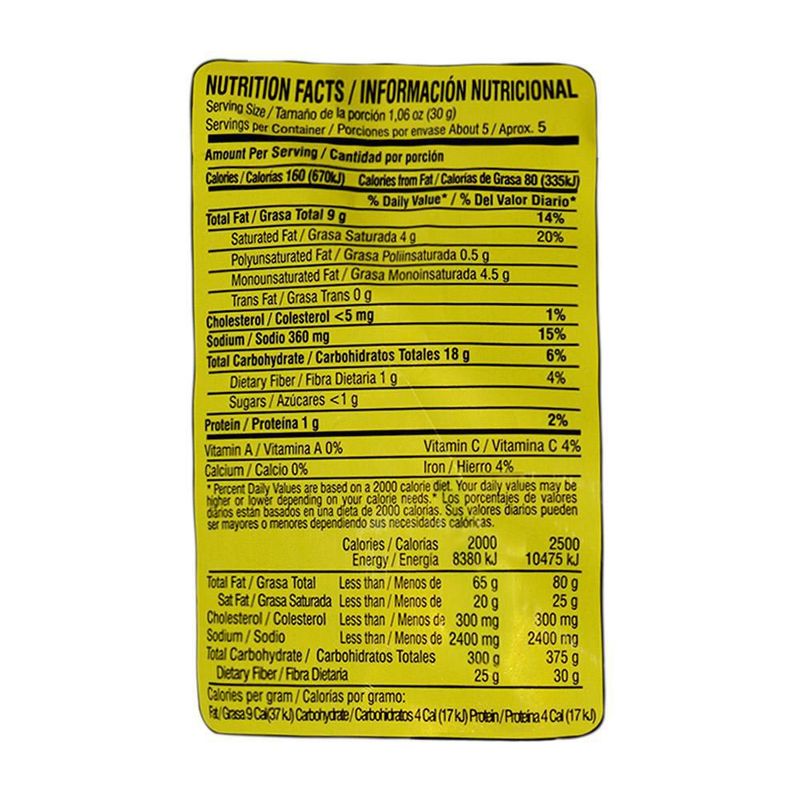 NUTRITION FACTS / INFORMACIÓN NUTRICIONAL
Serving Size / Tamaño de la porción 1,06 oz (30 g)
Servings per Container / Porciones por envase About 5 / Aprox. 5
Amount Per Serving / Cantidad por porción
Calories / Calorías 160 (670kJ) Calories from Fat / Calorías de Grasa 80 (335kJ)
% Daily Value* / % Del Valor Diario*
Total Fat / Grasa Total 9 g 14%
Saturated Fat / Grasa Saturada 4 g 20%
Polyunsaturated Fat / Grasa Poliinsaturada 0.5 g
Monounsaturated Fat / Grasa Monoinsaturada 4.5 g
Trans Fat / Grasa Trans 0 g
Cholesterol / Colesterol <5 mg 1%
Sodium / Sodio 360 mg 15%
Total Carbohydrate / Carbohidratos Totales 18 g 6%
Dietary Fiber / Fibra Dietaria 1 g 4%
Sugars / Azúcares <1 g
Protein / Proteína 1 g 2%
Vitamin A / Vitamina A 0% Vitamin C / Vitamina C 4%
Calcium / Calcio 0% Iron / Hierro 4%
* Percent Daily Values are based on a 2000 calorie diet. Your daily values may be
higher or lower depending on your calorie needs. * Los porcentajes de valores
diarios están basados en una dieta de 2000 calorías. Sus valores diarios pueden
ser mayores o menores dependiendo sus necesidades calóricas.
Calories / Calorías 2000 2500
Energy / Energía 8380 kJ 10475 kJ
Total Fat / Grasa Total Less than / Menos de 65 g 80 g
Sat Fat / Grasa Saturada Less than / Menos de 20 g 25 g
Cholesterol / Colesterol Less than / Menos de 300 mg 300 mg
Sodium / Sodio Less than / Menos de 2400 mg 2400 mg
Total Carbohydrate / Carbohidratos Totales 300 g 375 g
Dietary Fiber / Fibra Dietaria 25 g 30 g
Calories per gram / Calorías por gramo:
Fat / Grasa 9 Cal(37 kJ) Carbohydrate / Carbohidratos 4 Cal (17 kJ) Protein / Proteína 4 Cal (17 kJ)